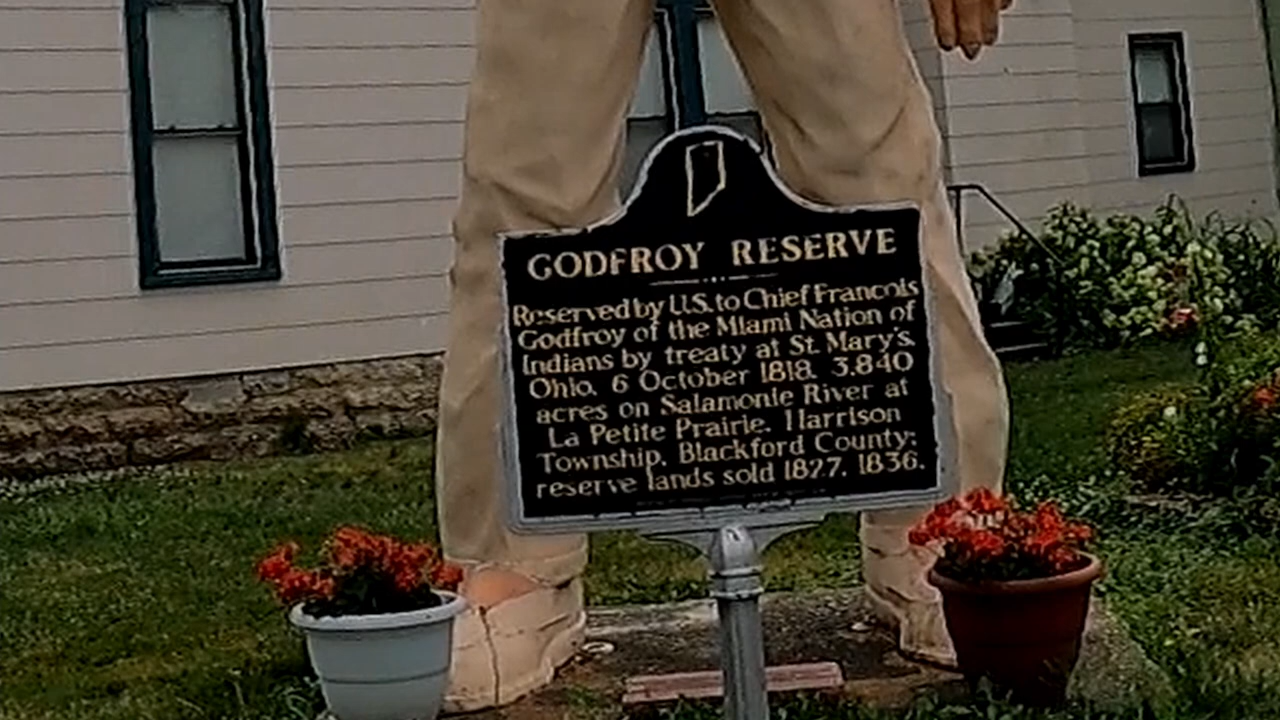 GODFROY RESERVE
Reserved by U.S. to Chief Francois
Godfroy of the Miami Nation of
Indians by treaty at St. Mary's,
Ohio, 6 October 1818. 3,840
acres on Salamonie River at
La Petite Prairie, Harrison
Township, Blackford County;
reserve lands sold 1827, 1836.